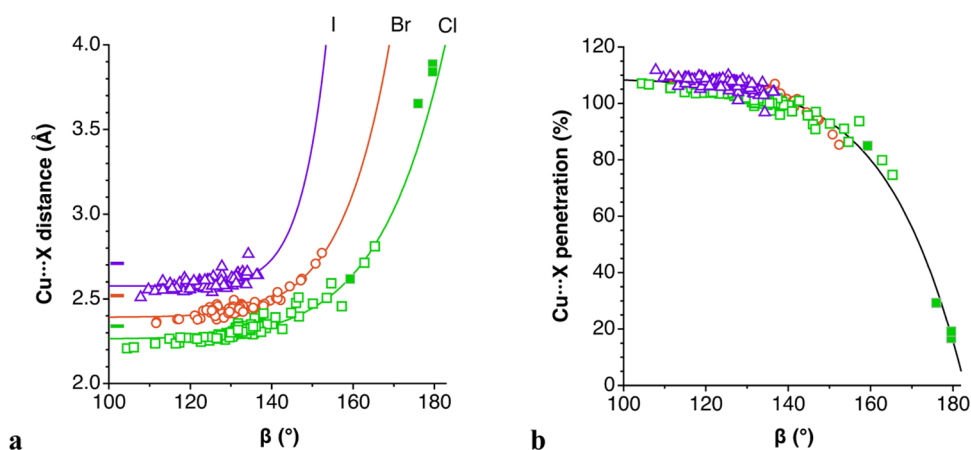 I Br Cl
4.0
3.5
3.0
2.5
2.0
Cu···X distance (Å)
100 120 140 160 180
β (°)
a
120
100
80
60
40
20
0
Cu···X penetration (%)
100 120 140 160 180
β (°)
b